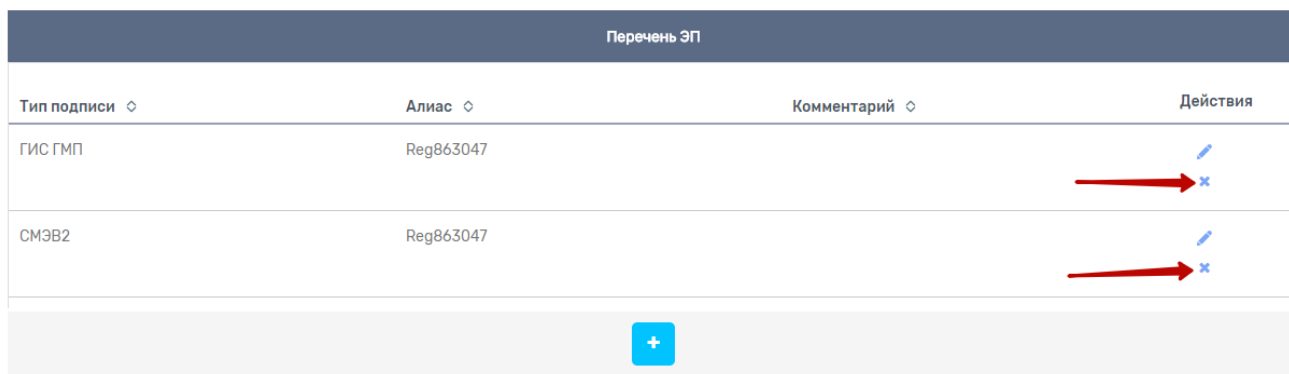 Перечень ЭП
Тип подписи Алиас Комментарий Действия
ГИС ГМП Reg863047
СМЭВ2 Reg863047
+